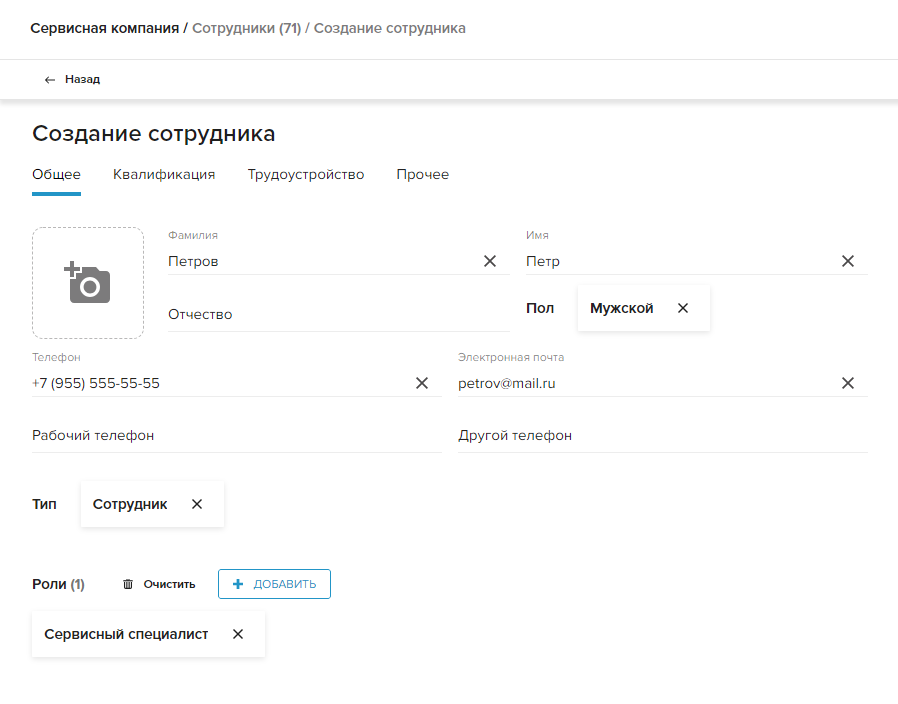 Сервисная компания / Сотрудники (71) / Создание сотрудника
← Назад
Создание сотрудника
Общее Квалификация Трудоустройство Прочее
Фамилия Имя
Петров Петр
Отчество Пол Мужской
Телефон Электронная почта
+7 (955) 555-55-55 petrov@mail.ru
Рабочий телефон Другой телефон
Тип Сотрудник
Роли (1) Очистить + ДОБАВИТЬ
Сервисный специалист